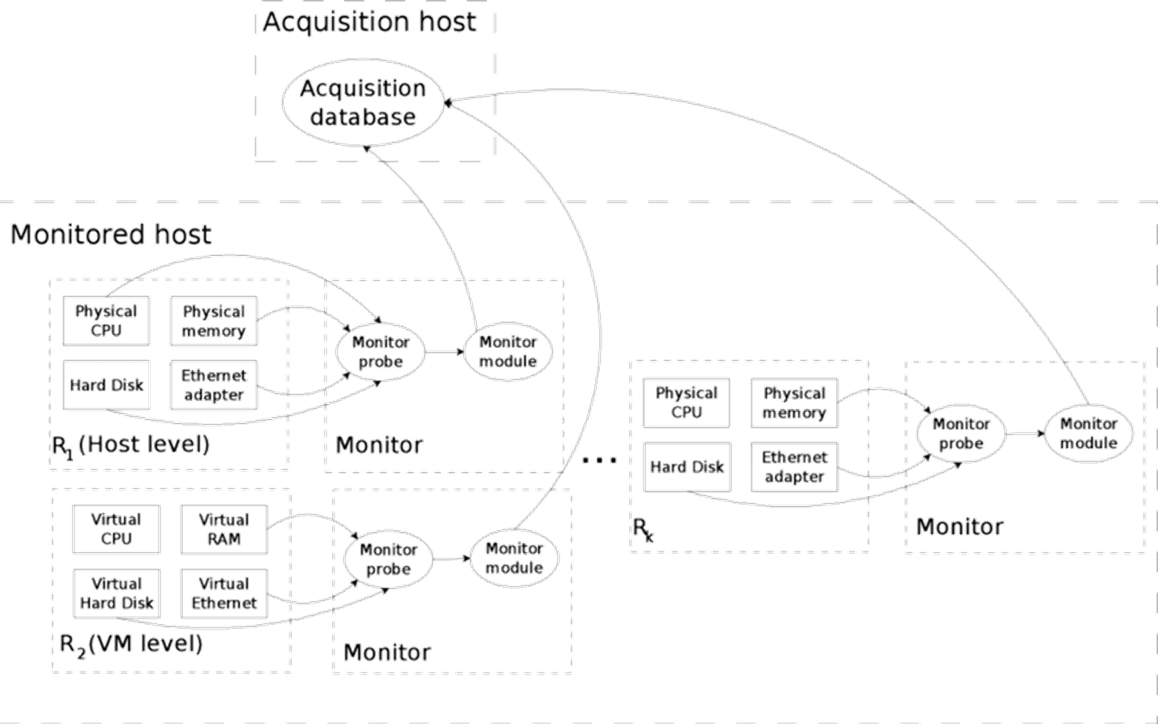 Acquisition host
Acquisition
database
Monitored host
Physical
CPU
Physical
memory
Hard Disk
Ethernet
adapter
R1 (Host level)
Monitor
probe
Monitor
module
Monitor
Virtual
CPU
Virtual
RAM
Virtual
Hard Disk
Virtual
Ethernet
R2 (VM level)
Monitor
probe
Monitor
module
Monitor
...
Physical
CPU
Physical
memory
Hard Disk
Ethernet
adapter
Rk
Monitor
probe
Monitor
module
Monitor